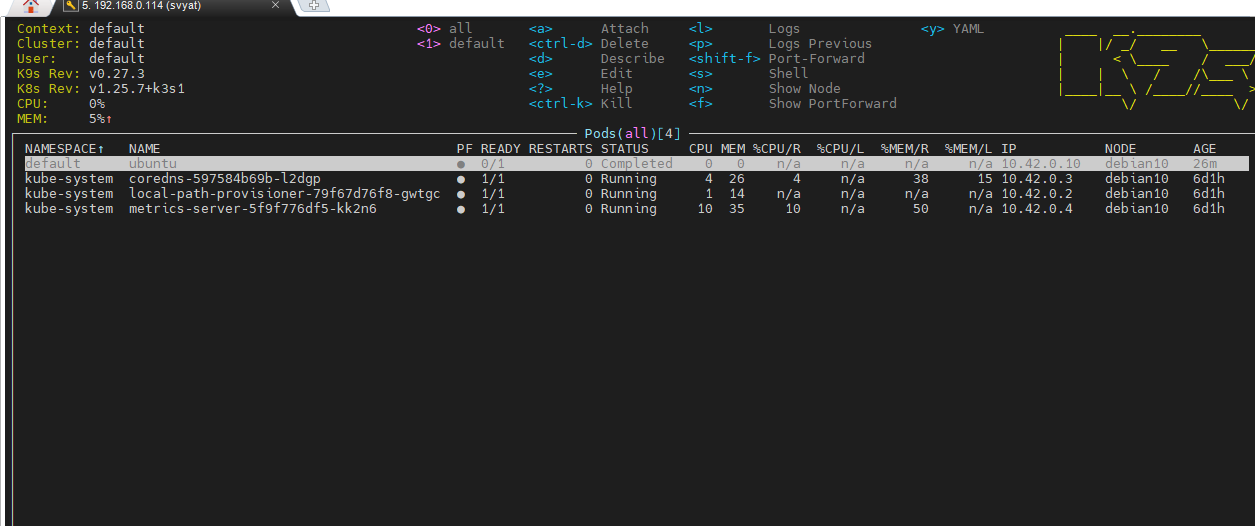 5. 192.168.0.114 (svyat)
Context: default <0> all <a> Attach <l> Logs <y> YAML
Cluster: default <1> default <ctrl-d> Delete <p> Logs Previous
User: default <d> Describe <shift-f> Port-Forward
K9s Rev: v0.27.3 <e> Edit <s> Shell
K8s Rev: v1.25.7+k3s1 <?> Help <n> Show Node
CPU: 0% <ctrl-k> Kill <f> Show PortForward
MEM: 5%↑
Pods(all)[4]
NAMESPACE↑ NAME PF READY RESTARTS STATUS CPU MEM %CPU/R %CPU/L %MEM/R %MEM/L IP NODE AGE
default ubuntu ● 0/1 0 Completed 0 0 n/a n/a n/a n/a 10.42.0.10 debian10 26m
kube-system coredns-597584b69b-l2dgp ● 1/1 0 Running 4 26 4 n/a 38 15 10.42.0.3 debian10 6d1h
kube-system local-path-provisioner-79f67d76f8-gwtgc ● 1/1 0 Running 1 14 n/a n/a n/a n/a 10.42.0.2 debian10 6d1h
kube-system metrics-server-5f9f776df5-kk2n6 ● 1/1 0 Running 10 35 10 n/a 50 n/a 10.42.0.4 debian10 6d1h